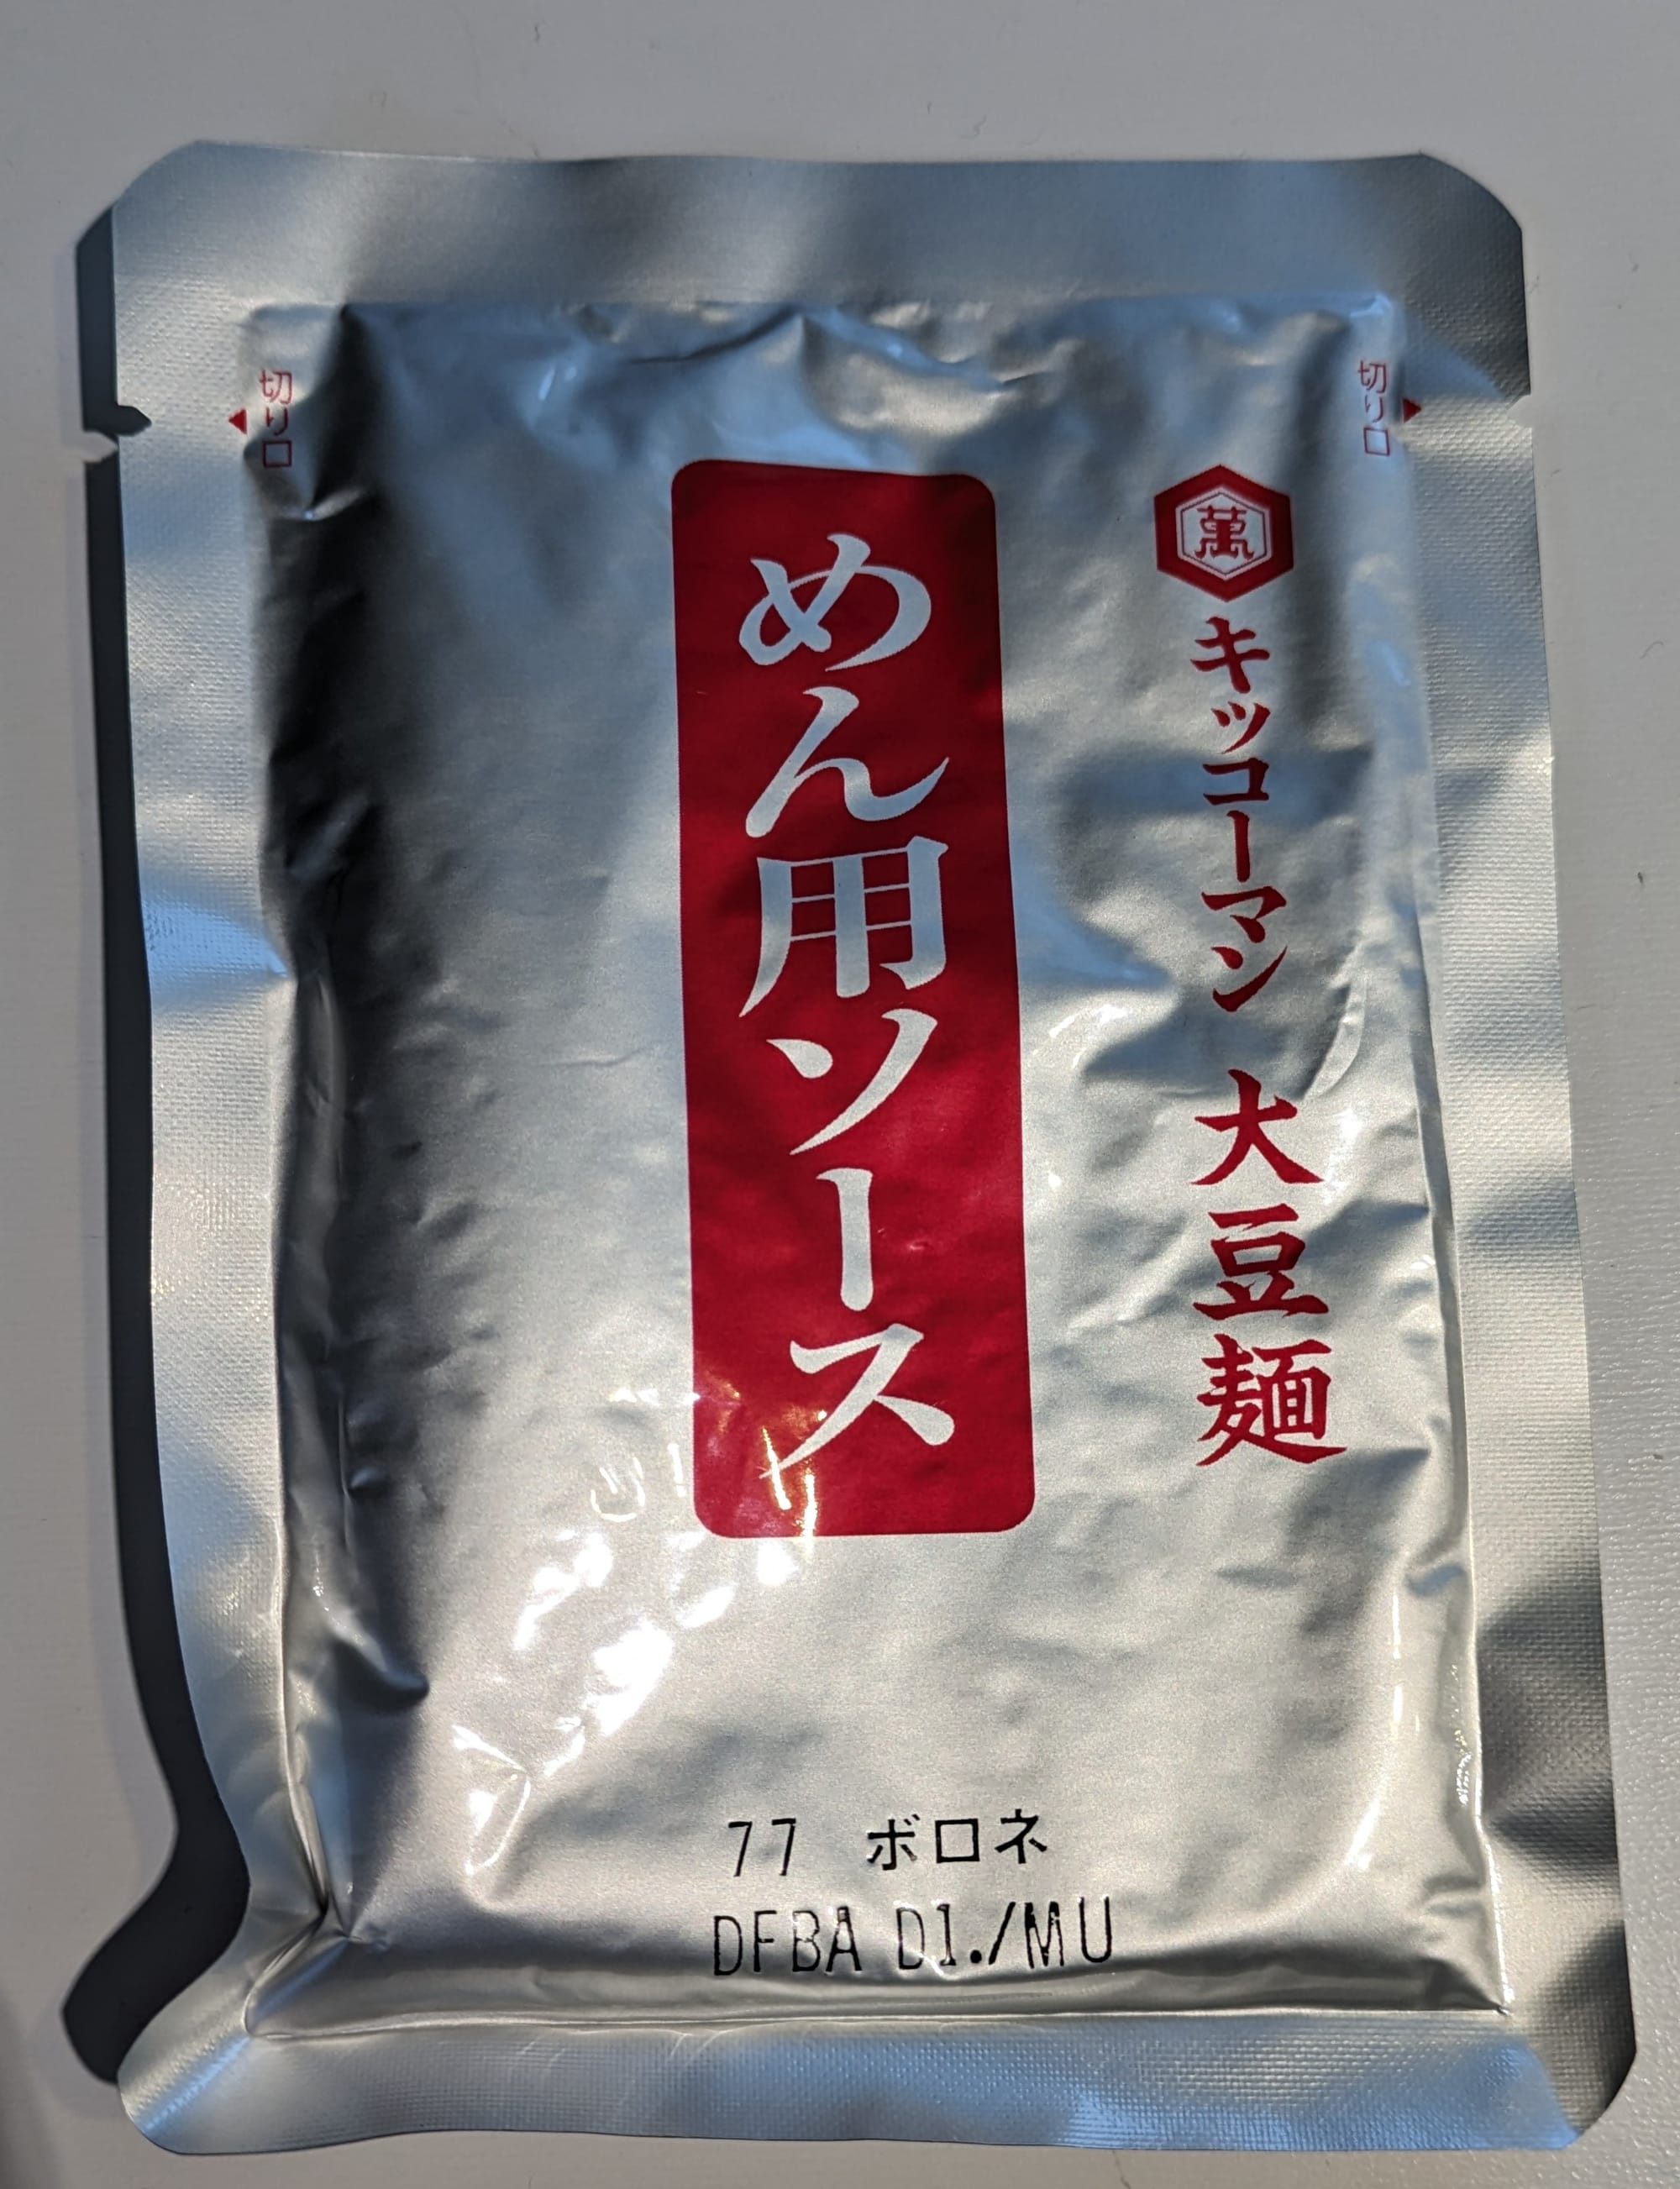 切り口
切り口
萬
キッコーマン 大豆麺
めん用ソース
77 ボロネ
DFBA D1./MU